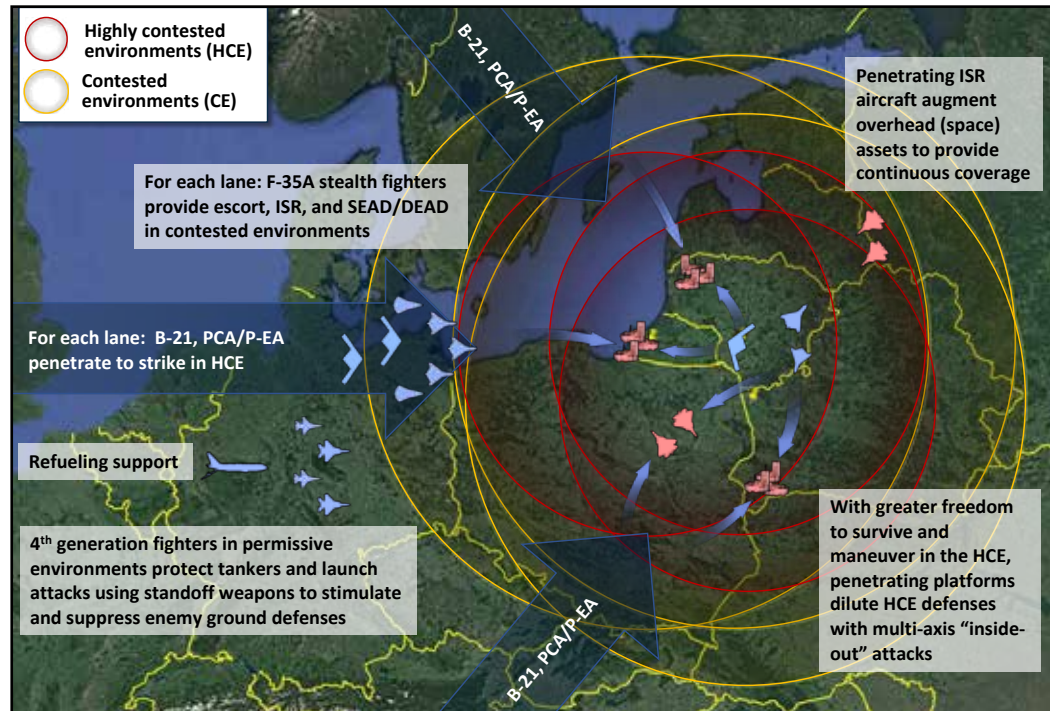 Highly contested
environments (HCE)
Contested
environments (CE)
B-21, PCA/P-EA
Penetrating ISR
aircraft augment
overhead (space)
assets to provide
continuous coverage
For each lane: F-35A stealth fighters
provide escort, ISR, and SEAD/DEAD
in contested environments
For each lane:  B-21, PCA/P-EA
penetrate to strike in HCE
Refueling support
4th generation fighters in permissive
environments protect tankers and launch
attacks using standoff weapons to stimulate
and suppress enemy ground defenses
B-21, PCA/P-EA
With greater freedom
to survive and
maneuver in the HCE,
penetrating platforms
dilute HCE defenses
with multi-axis “inside-
out” attacks